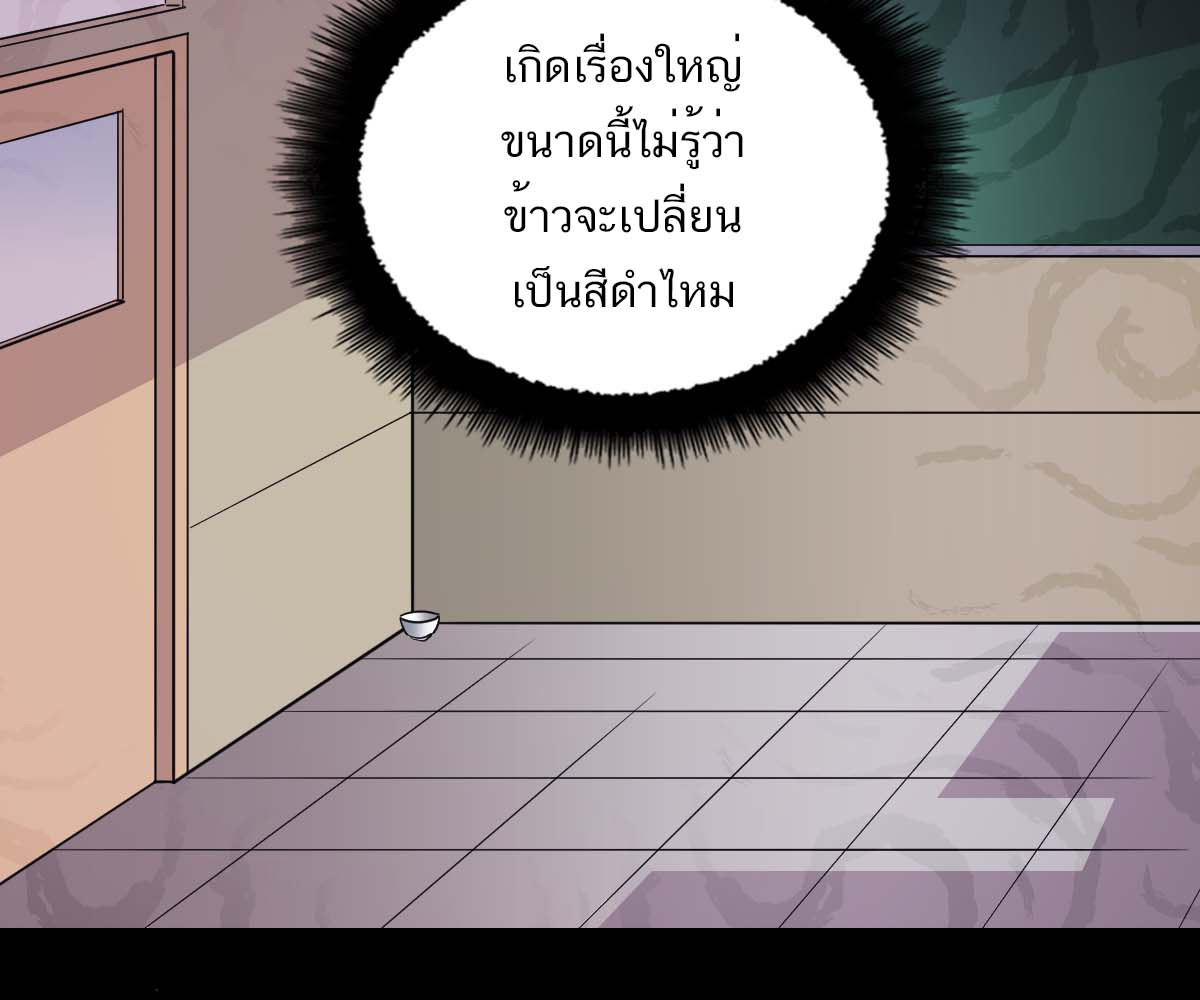 เกิดเรื่องใหญ่
ขนาดนี้ไม่รู้ว่า
ข้าวจะเปลี่ยน
เป็นสีดำไหม